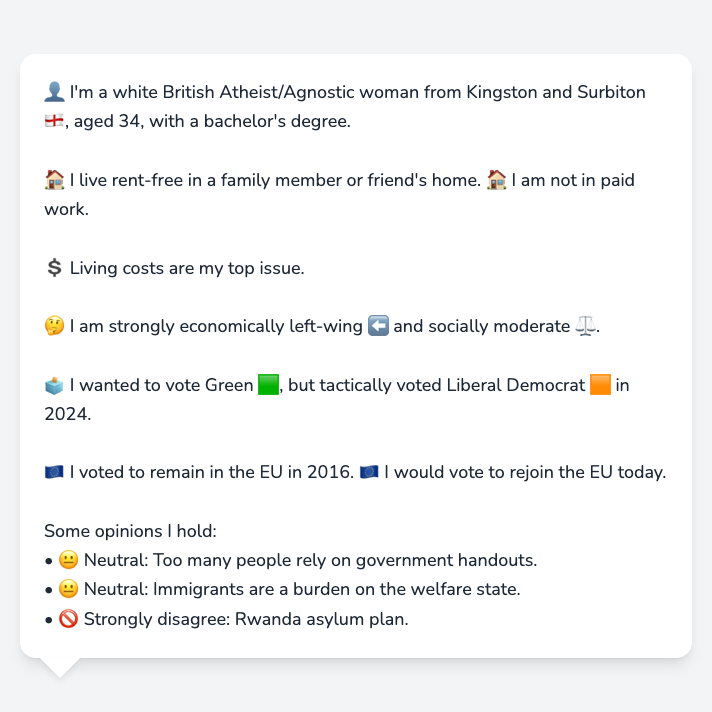 👤 I'm a white British Atheist/Agnostic woman from Kingston and Surbiton
🏴󠁧󠁢󠁥󠁮󠁧󠁿, aged 34, with a bachelor's degree.
🏠 I live rent-free in a family member or friend's home. 🏠 I am not in paid
work.
💲 Living costs are my top issue.
🤔 I am strongly economically left-wing ⬅️ and socially moderate ⚖️.
🗳️ I wanted to vote Green 🟩, but tactically voted Liberal Democrat 🟧 in
2024.
🇪🇺 I voted to remain in the EU in 2016. 🇪🇺 I would vote to rejoin the EU today.
Some opinions I hold:
• 😐 Neutral: Too many people rely on government handouts.
• 😐 Neutral: Immigrants are a burden on the welfare state.
• 🚫 Strongly disagree: Rwanda asylum plan.